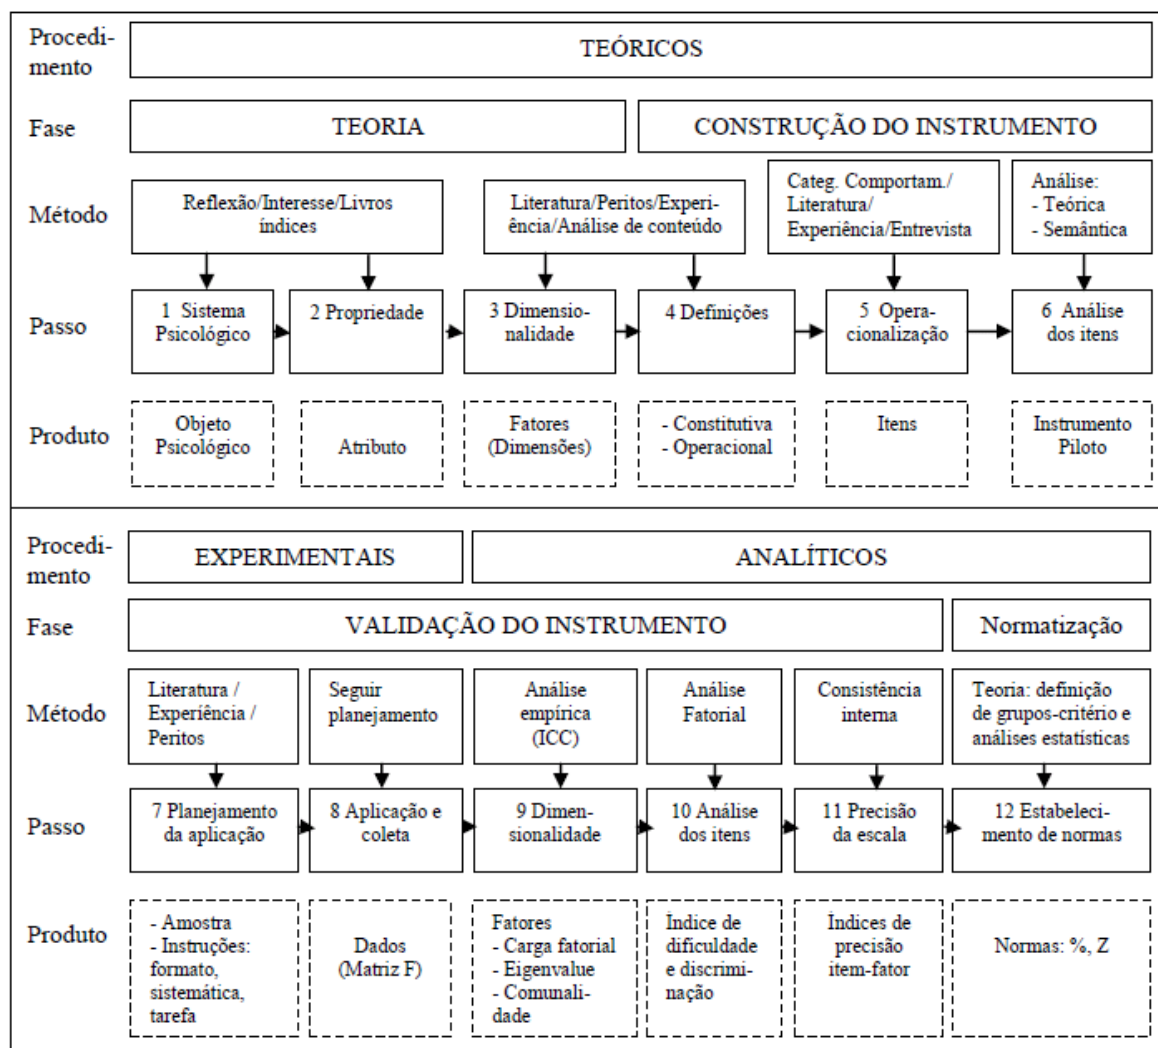 Procedi-
mento
TEÓRICOS
Fase
TEORIA
CONSTRUÇÃO DO INSTRUMENTO
Método
Reflexão/Interesse/Livros
índices
Literatura/Peritos/Experi-
ência/Análise de conteúdo
Categ. Comportam./
Literatura/
Experiência/Entrevista
Análise:
- Teórica
- Semântica
Passo
1 Sistema
Psicológico
2 Propriedade
3 Dimensio-
nalidade
4 Definições
5 Opera-
cionalização
6 Análise
dos itens
Produto
Objeto
Psicológico
Atributo
Fatores
(Dimensões)
- Constitutiva
- Operacional
Itens
Instrumento
Piloto
Procedi-
mento
EXPERIMENTAIS
ANALÍTICOS
Fase
VALIDAÇÃO DO INSTRUMENTO
Normatização
Método
Literatura /
Experiência /
Peritos
Seguir
planejamento
Análise
empírica
(ICC)
Análise
Fatorial
Consistência
interna
Teoria: definição
de grupos-critério e
análises estatísticas
Passo
7 Planejamento
da aplicação
8 Aplicação e
coleta
9 Dimen-
sionalidade
10 Análise
dos itens
11 Precisão
da escala
12 Estabeleci-
mento de normas
Produto
- Amostra
- Instruções:
formato,
sistemática,
tarefa
Dados
(Matriz F)
Fatores
- Carga fatorial
- Eigenvalue
- Comunali-
dade
Índice de
dificuldade
e discrimi-
nação
Índices de
precisão
item-fator
Normas: %, Z